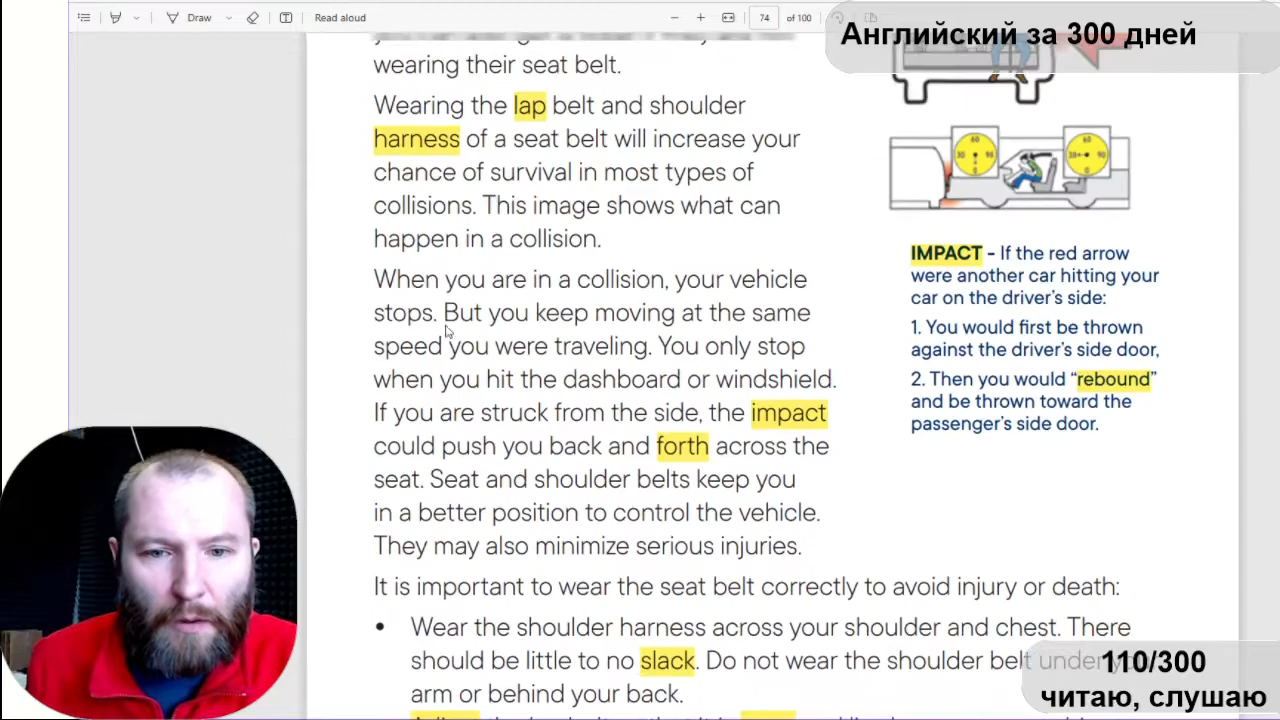 Draw
Read aloud
74
of 100
Английский за 300 дней
wearing their seat belt.
Wearing the lap belt and shoulder
harness of a seat belt will increase your
chance of survival in most types of
collisions. This image shows what can
happen in a collision.
When you are in a collision, your vehicle
stops. But you keep moving at the same
speed you were traveling. You only stop
when you hit the dashboard or windshield.
If you are struck from the side, the impact
could push you back and forth across the
seat. Seat and shoulder belts keep you
in a better position to control the vehicle.
They may also minimize serious injuries.
60
30
90
0
60
30
90
0
IMPACT - If the red arrow
were another car hitting your
car on the driver's side:
1. You would first be thrown
against the driver's side door,
2. Then you would “rebound”
and be thrown toward the
passenger's side door.
It is important to wear the seat belt correctly to avoid injury or death:
• Wear the shoulder harness across your shoulder and chest. There
should be little to no slack. Do not wear the shoulder belt under
arm or behind your back.
110/300
читаю, слушаю